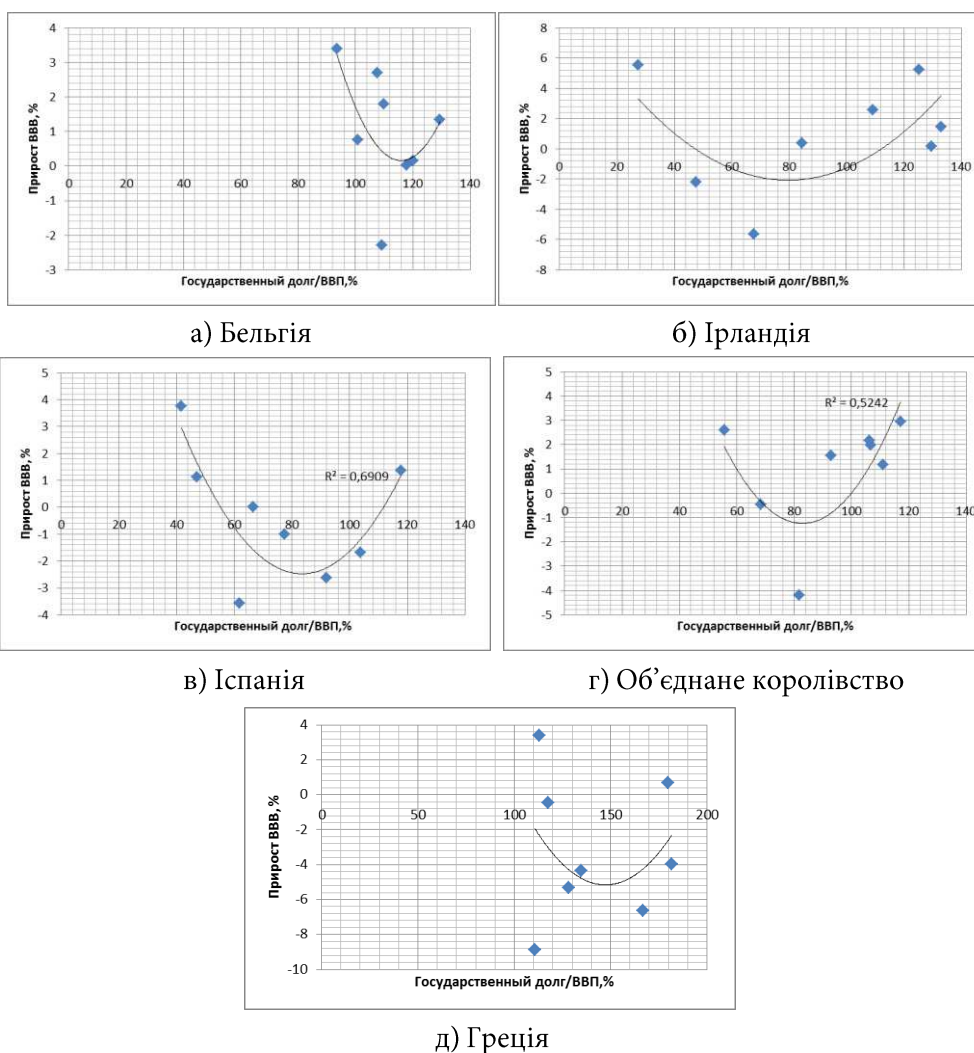 4
3
2
1
0
-1
-2
-3
0 20 40 60 80 100 120 140
Прирост ВВВ, %
Государственный долг/ВВП,%
а) Бельгія
8
6
4
2
0
-2
-4
-6
-8
0 20 40 60 80 100 120 140
Прирост ВВВ, %
Государственный долг/ВВП,%
б) Ірландія
5
4
3
2
1
0
-1
-2
-3
-4
0 20 40 60 80 100 120 140
R² = 0,6909
Прирост ВВВ, %
Государственный долг/ВВП,%
в) Іспанія
5
4
3
2
1
0
-1
-2
-3
-4
-5
0 20 40 60 80 100 120 140
R² = 0,5242
Прирост ВВВ, %
Государственный долг/ВВП,%
г) Об’єднане королівство
4
2
0
-2
-4
-6
-8
-10
0 50 100 150 200
Прирост ВВВ, %
Государственный долг/ВВП,%
д) Греція